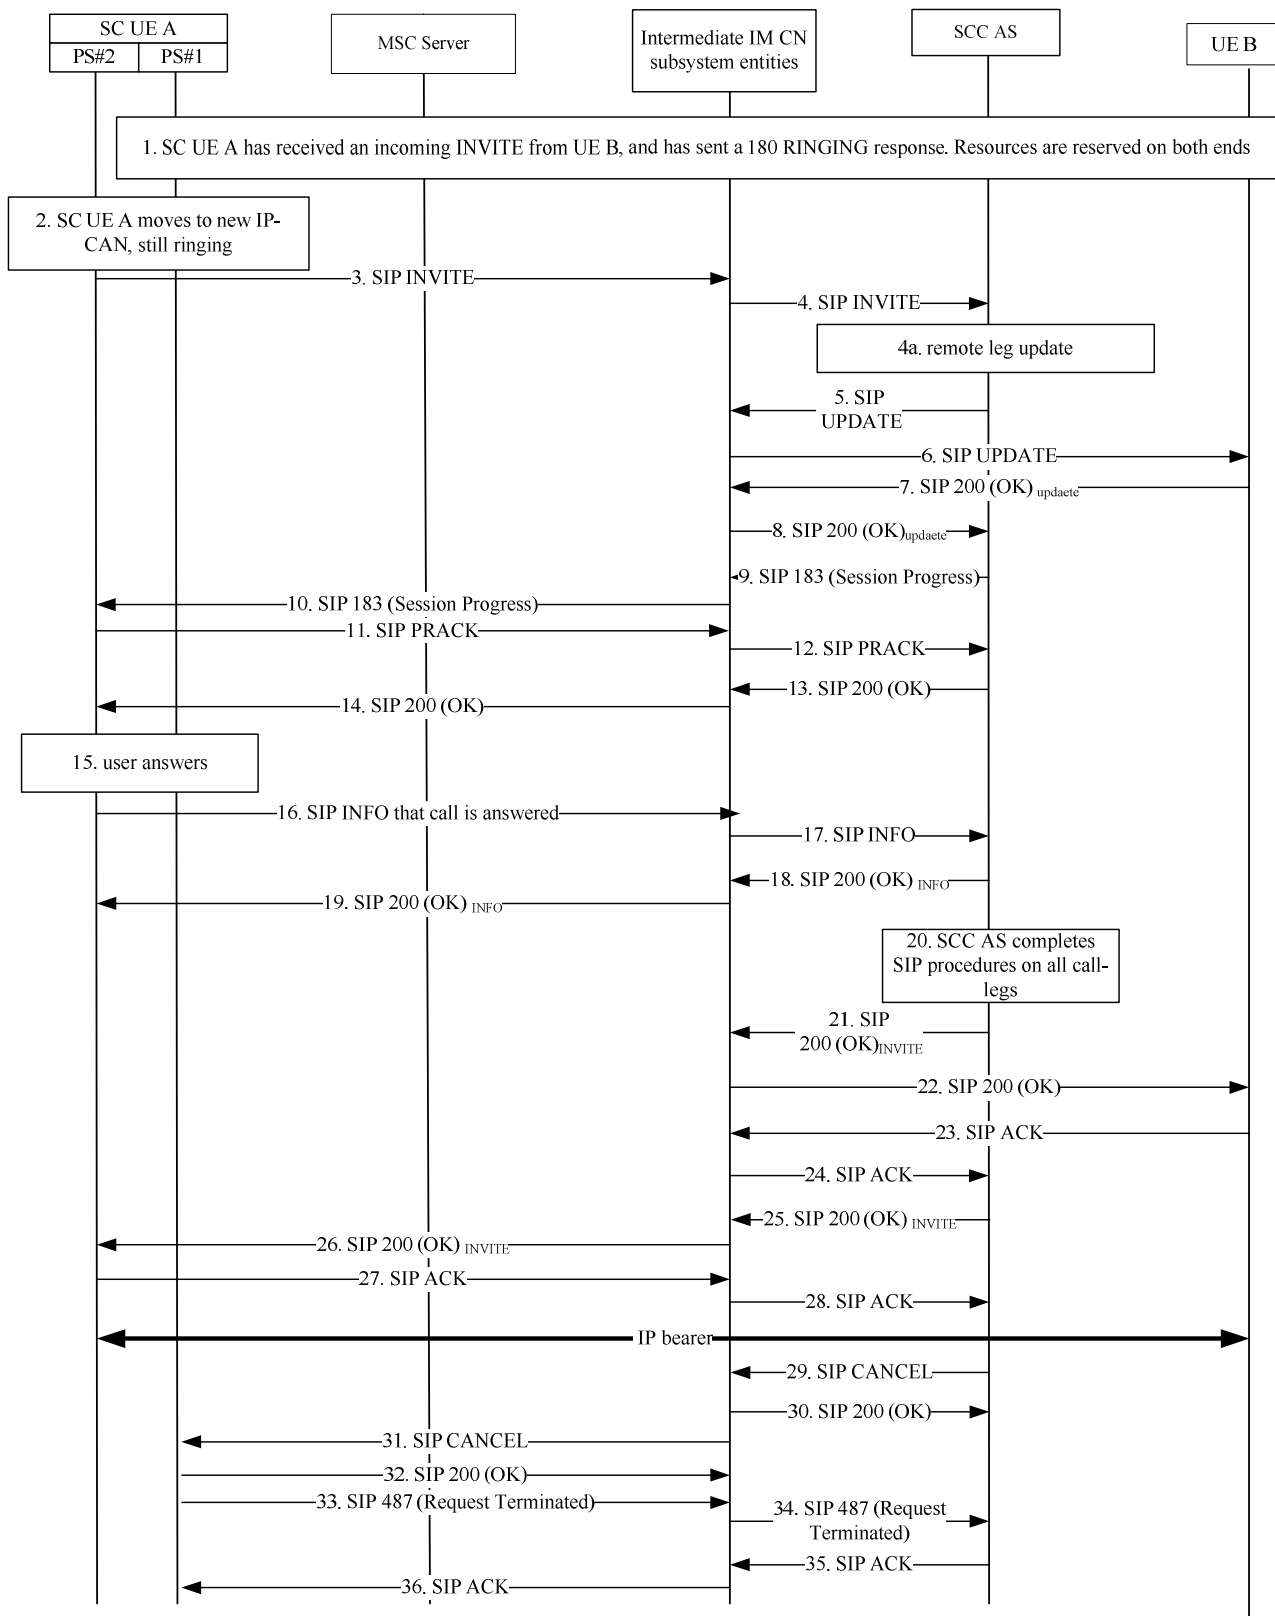 SC UE A
PS#2
PS#1
MSC Server
Intermediate IM CN
subsystem entities
SCC AS
UE B
1. SC UE A has received an incoming INVITE from UE B, and has sent a 180 RINGING response. Resources are reserved on both ends
2. SC UE A moves to new IP-
CAN, still ringing
3. SIP INVITE
4. SIP INVITE
4a. remote leg update
5. SIP
UPDATE
6. SIP UPDATE
7. SIP 200 (OK) updaete
8. SIP 200 (OK)updaete
9. SIP 183 (Session Progress)
10. SIP 183 (Session Progress)
11. SIP PRACK
12. SIP PRACK
13. SIP 200 (OK)
14. SIP 200 (OK)
15. user answers
16. SIP INFO that call is answered
17. SIP INFO
18. SIP 200 (OK) INFO
19. SIP 200 (OK) INFO
20. SCC AS completes
SIP procedures on all call-
legs
21. SIP
200 (OK)INVITE
22. SIP 200 (OK)
23. SIP ACK
24. SIP ACK
25. SIP 200 (OK) INVITE
26. SIP 200 (OK) INVITE
27. SIP ACK
28. SIP ACK
IP bearer
29. SIP CANCEL
30. SIP 200 (OK)
31. SIP CANCEL
32. SIP 200 (OK)
33. SIP 487 (Request Terminated)
34. SIP 487 (Request
Terminated)
35. SIP ACK
36. SIP ACK